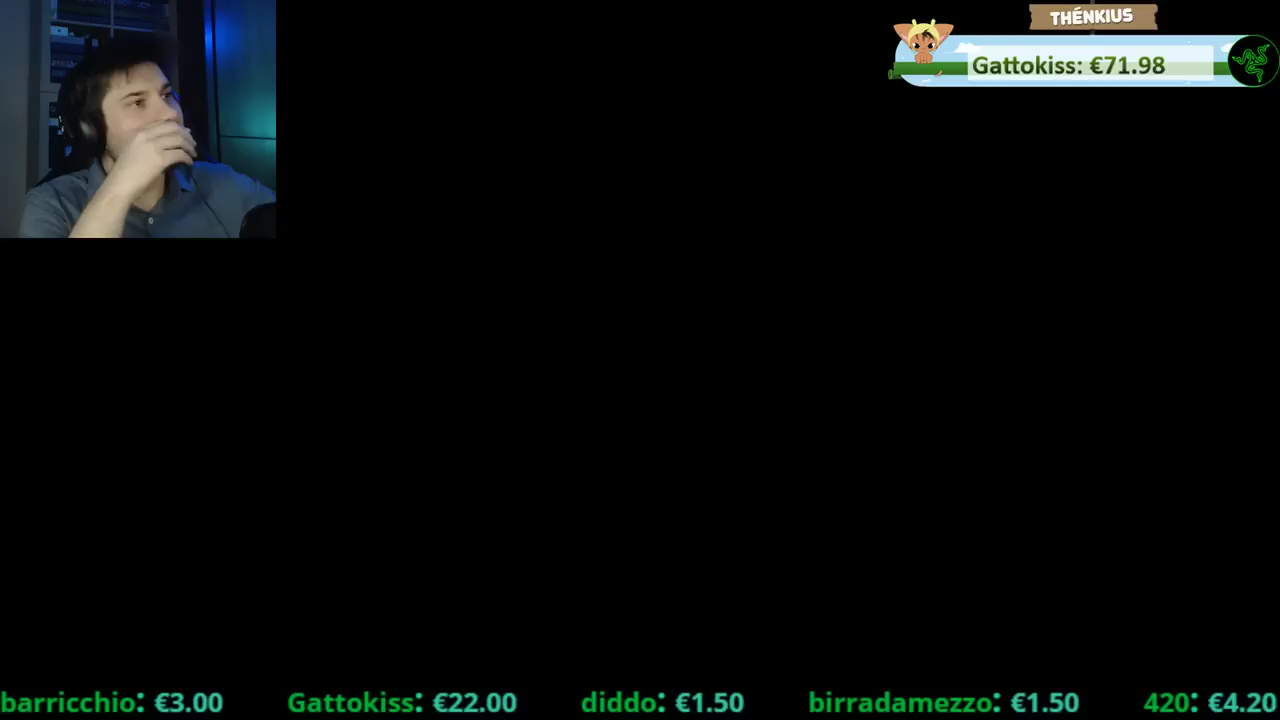 THÉNKIUS
Gattokiss: €71.98
barricchio: €3.00 Gattokiss: €22.00 diddo: €1.50 birradamezzo: €1.50 420: €4.20